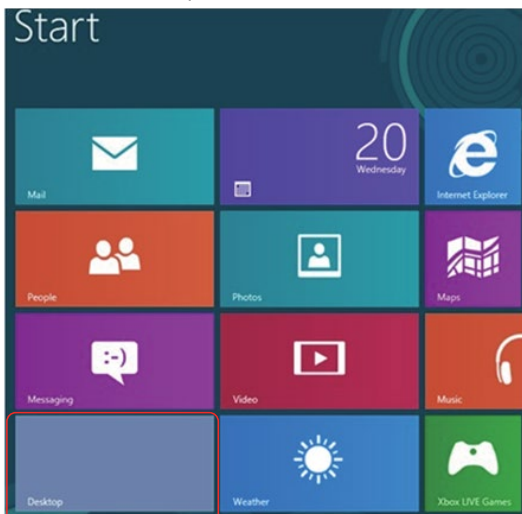 Start
Mail
20
Wednesday
Internet Explorer
People
Photos
Maps
:-)
Messaging
Video
Music
Desktop
Weather
Xbox LIVE Games